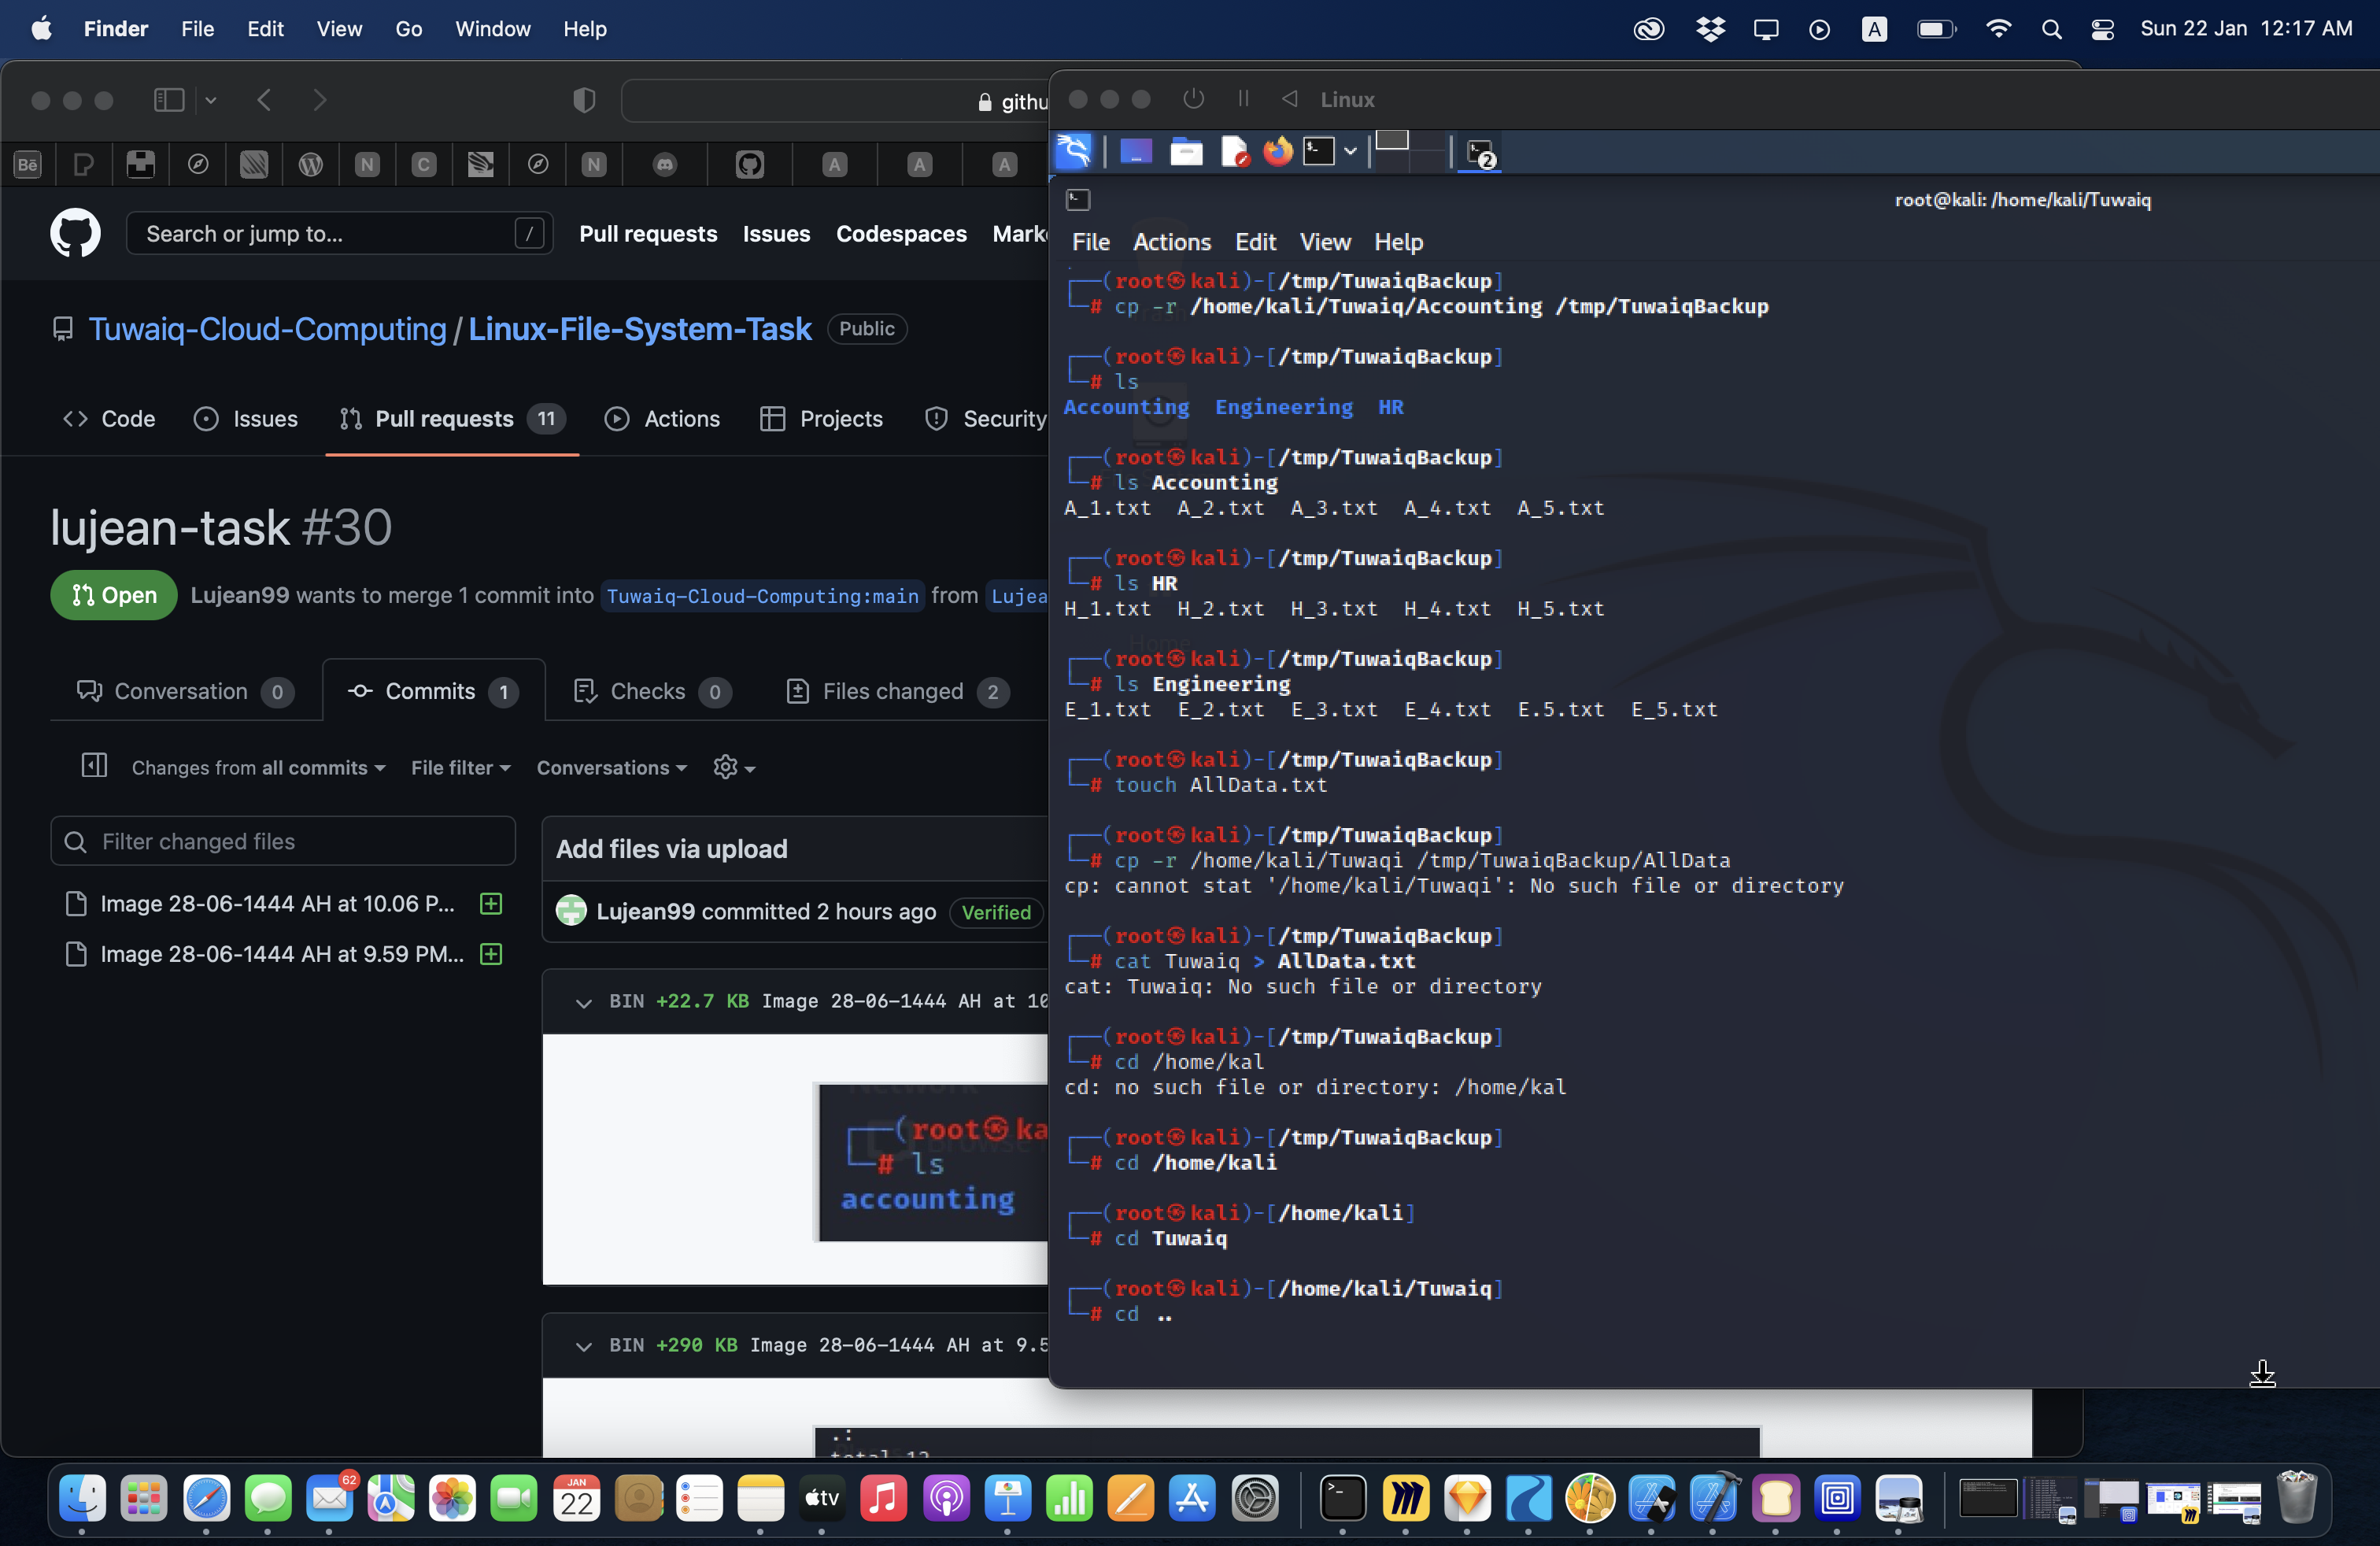 Finder File Edit View Go Window Help
A
Sun 22 Jan 12:17 AM
githu
Bē N C N A A A
Search or jump to... /
Pull requests Issues Codespaces Mark
Tuwaiq-Cloud-Computing / Linux-File-System-Task Public
Code Issues Pull requests 11 Actions Projects Security
lujean-task #30
Open Lujean99 wants to merge 1 commit into Tuwaiq-Cloud-Computing:main from Lujea
Conversation 0 Commits 1 Checks 0 Files changed 2
Changes from all commits File filter Conversations
Filter changed files
Image 28-06-1444 AH at 10.06 P...
Image 28-06-1444 AH at 9.59 PM...
Add files via upload
Lujean99 committed 2 hours ago Verified
BIN +22.7 KB Image 28-06-1444 AH at 10
(root㉿ka
# ls
accounting
BIN +290 KB Image 28-06-1444 AH at 9.5
Linux
2
root@kali: /home/kali/Tuwaiq
File Actions Edit View Help
(root㉿kali)-[/tmp/TuwaiqBackup]
# cp -r /home/kali/Tuwaiq/Accounting /tmp/TuwaiqBackup
(root㉿kali)-[/tmp/TuwaiqBackup]
# ls
Accounting Engineering HR
(root㉿kali)-[/tmp/TuwaiqBackup]
# ls Accounting
A_1.txt A_2.txt A_3.txt A_4.txt A_5.txt
(root㉿kali)-[/tmp/TuwaiqBackup]
# ls HR
H_1.txt H_2.txt H_3.txt H_4.txt H_5.txt
Home
(root㉿kali)-[/tmp/TuwaiqBackup]
# ls Engineering
E_1.txt E_2.txt E_3.txt E_4.txt E.5.txt E_5.txt
(root㉿kali)-[/tmp/TuwaiqBackup]
# touch AllData.txt
(root㉿kali)-[/tmp/TuwaiqBackup]
# cp -r /home/kali/Tuwaqi /tmp/TuwaiqBackup/AllData
cp: cannot stat '/home/kali/Tuwaqi': No such file or directory
(root㉿kali)-[/tmp/TuwaiqBackup]
# cat Tuwaiq > AllData.txt
cat: Tuwaiq: No such file or directory
(root㉿kali)-[/tmp/TuwaiqBackup]
# cd /home/kal
cd: no such file or directory: /home/kal
(root㉿kali)-[/tmp/TuwaiqBackup]
# cd /home/kali
(root㉿kali)-[/home/kali]
# cd Tuwaiq
(root㉿kali)-[/home/kali/Tuwaiq]
# cd ..
62
JAN
22
tv